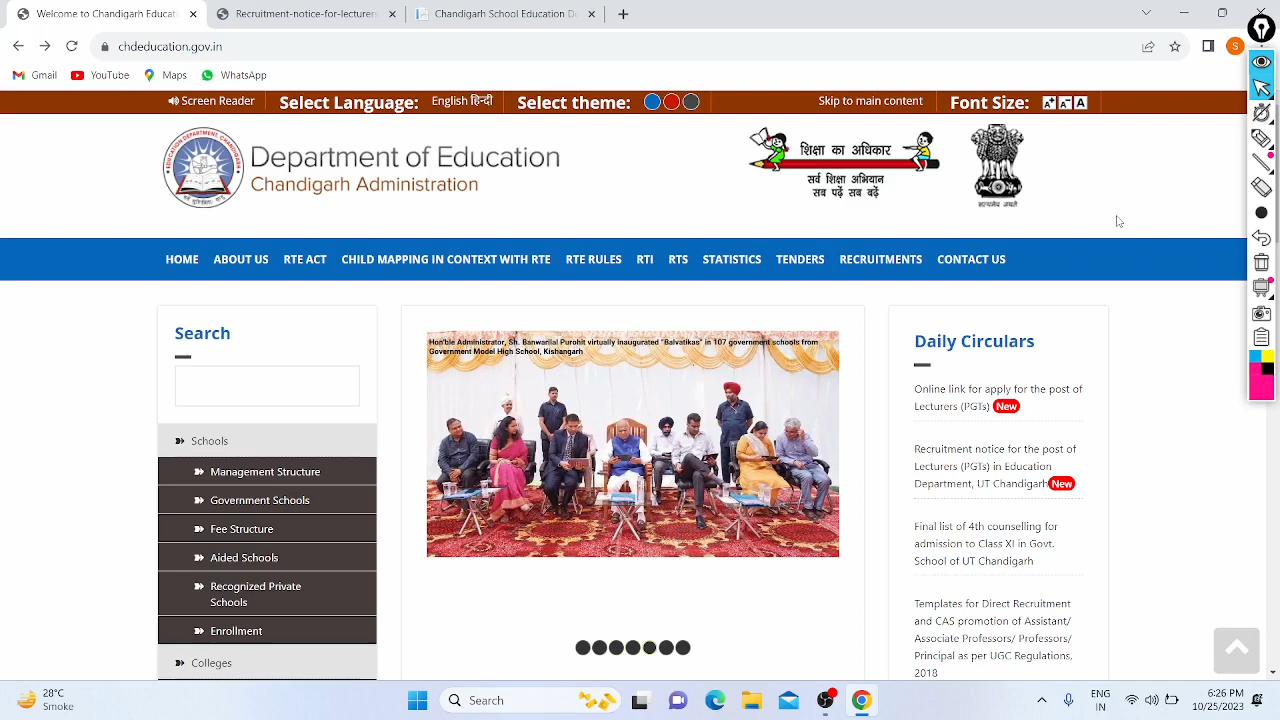 Welcome to Chandigarh Educat
Recruitment-for-lecturers
Chandigarh School Education De
chdeducation.gov.in
S
Gmail
YouTube
Maps
WhatsApp
Screen Reader
Select Language:
English हिन्दी
Select theme:
Skip to main content
Font Size:
A+ A- A
Department of Education
Chandigarh Administration
EDUCATION DEPARTMENT, CHANDIGARH
शिक्षा का अधिकार
सर्व शिक्षा अभियान
सब पढ़ें सब बढ़ें
सत्यमेव जयते
HOME ABOUT US RTE ACT CHILD MAPPING IN CONTEXT WITH RTE RTE RULES RTI RTS STATISTICS TENDERS RECRUITMENTS CONTACT US
Search
Schools
Management Structure
Government Schools
Fee Structure
Aided Schools
Recognized Private
Schools
Enrollment
Colleges
Hon'ble Administrator, Sh. Banwarilal Purohit virtually inaugurated "Balvatikas" in 107 government schools from
Government Model High School, Kishangarh
Daily Circulars
Online link for apply for the post of
Lecturers (PGTs) New
Recruitment notice for the post of
Lecturers (PGTs) in Education
Department, UT Chandigarh New
Final list of 4th counselling for
admission to Class XI in Govt.
School of UT Chandigarh
Templates for Direct Recruitment
and CAS promotion of Assistant/
Associate Professors/ Professors/
Principal as per UGC Regulations,
2018
28°C
Smoke
Search
ENG
IN
6:26 PM
10/25/2023